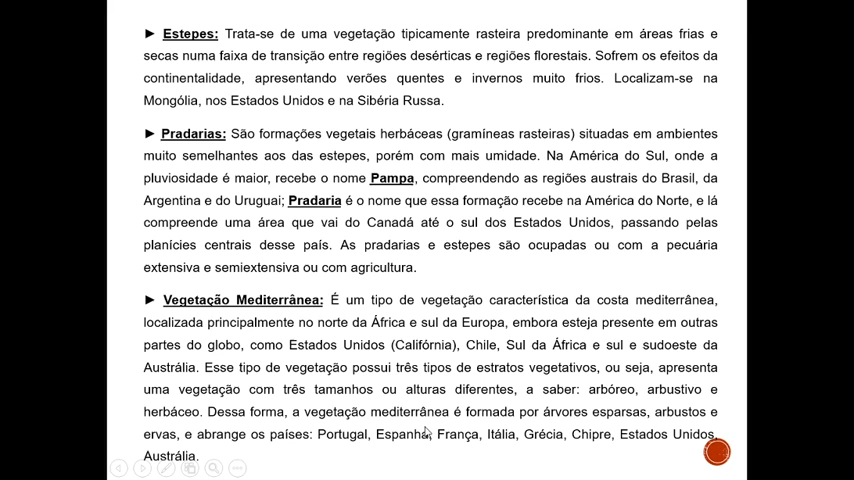 ► Estepes: Trata-se de uma vegetação tipicamente rasteira predominante em áreas frias e
secas numa faixa de transição entre regiões desérticas e regiões florestais. Sofrem os efeitos da
continentalidade, apresentando verões quentes e invernos muito frios. Localizam-se na
Mongólia, nos Estados Unidos e na Sibéria Russa.
► Pradarias: São formações vegetais herbáceas (gramíneas rasteiras) situadas em ambientes
muito semelhantes aos das estepes, porém com mais umidade. Na América do Sul, onde a
pluviosidade é maior, recebe o nome Pampa, compreendendo as regiões austrais do Brasil, da
Argentina e do Uruguai; Pradaria é o nome que essa formação recebe na América do Norte, e lá
compreende uma área que vai do Canadá até o sul dos Estados Unidos, passando pelas
planícies centrais desse país. As pradarias e estepes são ocupadas ou com a pecuária
extensiva e semiextensiva ou com agricultura.
► Vegetação Mediterrânea: É um tipo de vegetação característica da costa mediterrânea,
localizada principalmente no norte da África e sul da Europa, embora esteja presente em outras
partes do globo, como Estados Unidos (Califórnia), Chile, Sul da África e sul e sudoeste da
Austrália. Esse tipo de vegetação possui três tipos de estratos vegetativos, ou seja, apresenta
uma vegetação com três tamanhos ou alturas diferentes, a saber: arbóreo, arbustivo e
herbáceo. Dessa forma, a vegetação mediterrânea é formada por árvores esparsas, arbustos e
ervas, e abrange os países: Portugal, Espanha, França, Itália, Grécia, Chipre, Estados Unidos,
Austrália.